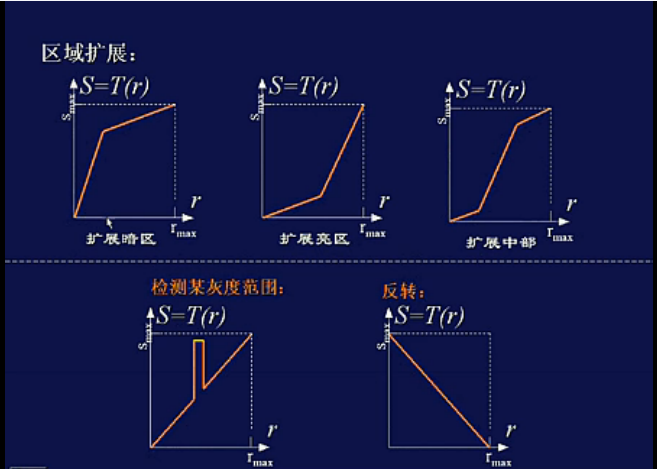 区域扩展：
S=T(r) S=T(r) S=T(r)
Smax Smax Smax
r r r
rmax rmax rmax
扩展暗区 扩展亮区 扩展中部
检测某灰度范围： 反转：
S=T(r) S=T(r)
Smax Smax
r r
rmax rmax